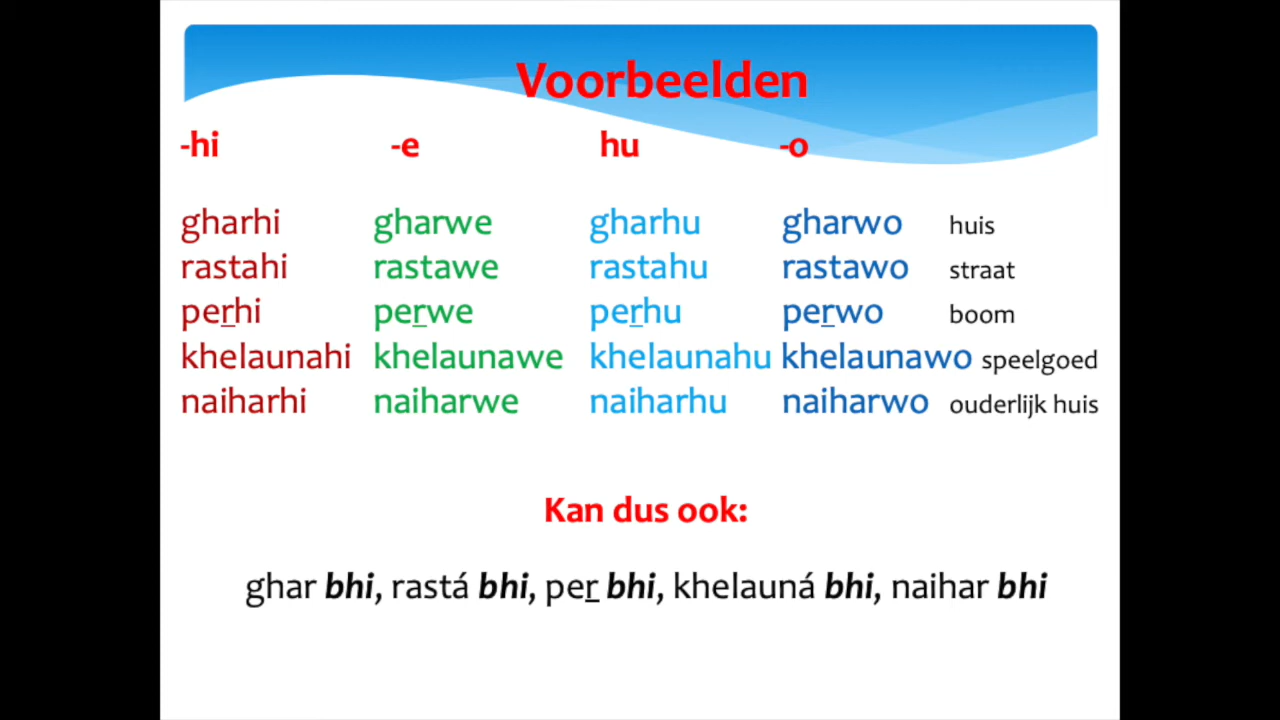 Voorbeelden
-hi -e hu -o
gharhi gharwe gharhu gharwo huis
rastahi rastawe rastahu rastawo straat
perhi perwe perhu perwo boom
khelaunahi khelaunawe khelaunahu khelaunawo speelgoed
naiharhi naiharwe naiharhu naiharwo ouderlijk huis
Kan dus ook:
ghar bhi, rastá bhi, per bhi, khelauná bhi, naihar bhi